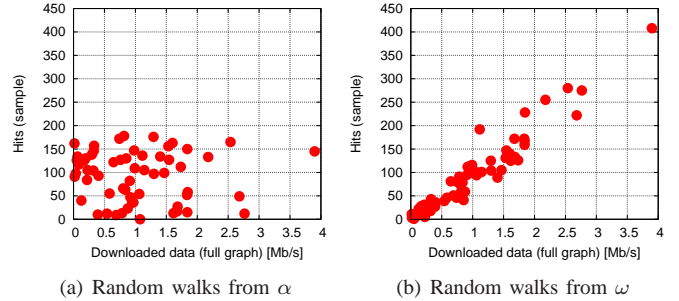 450
400
350
300
250
200
150
100
50
0
Hits (sample)
0 0.5 1 1.5 2 2.5 3 3.5 4
Downloaded data (full graph) [Mb/s]
(a) Random walks from α
450
400
350
300
250
200
150
100
50
0
Hits (sample)
0 0.5 1 1.5 2 2.5 3 3.5 4
Downloaded data (full graph) [Mb/s]
(b) Random walks from ω